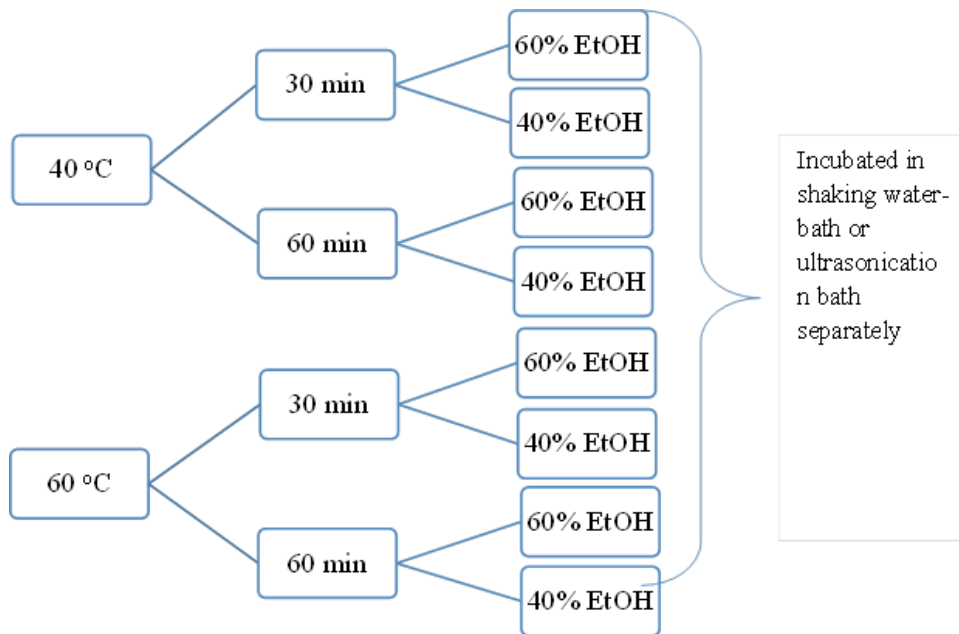 60% EtOH
30 min
40% EtOH
40 °C
60% EtOH
60 min
40% EtOH
60% EtOH
30 min
40% EtOH
60 °C
60% EtOH
60 min
40% EtOH
Incubated in
shaking water-
bath or
ultrasonicatio
n bath
separately